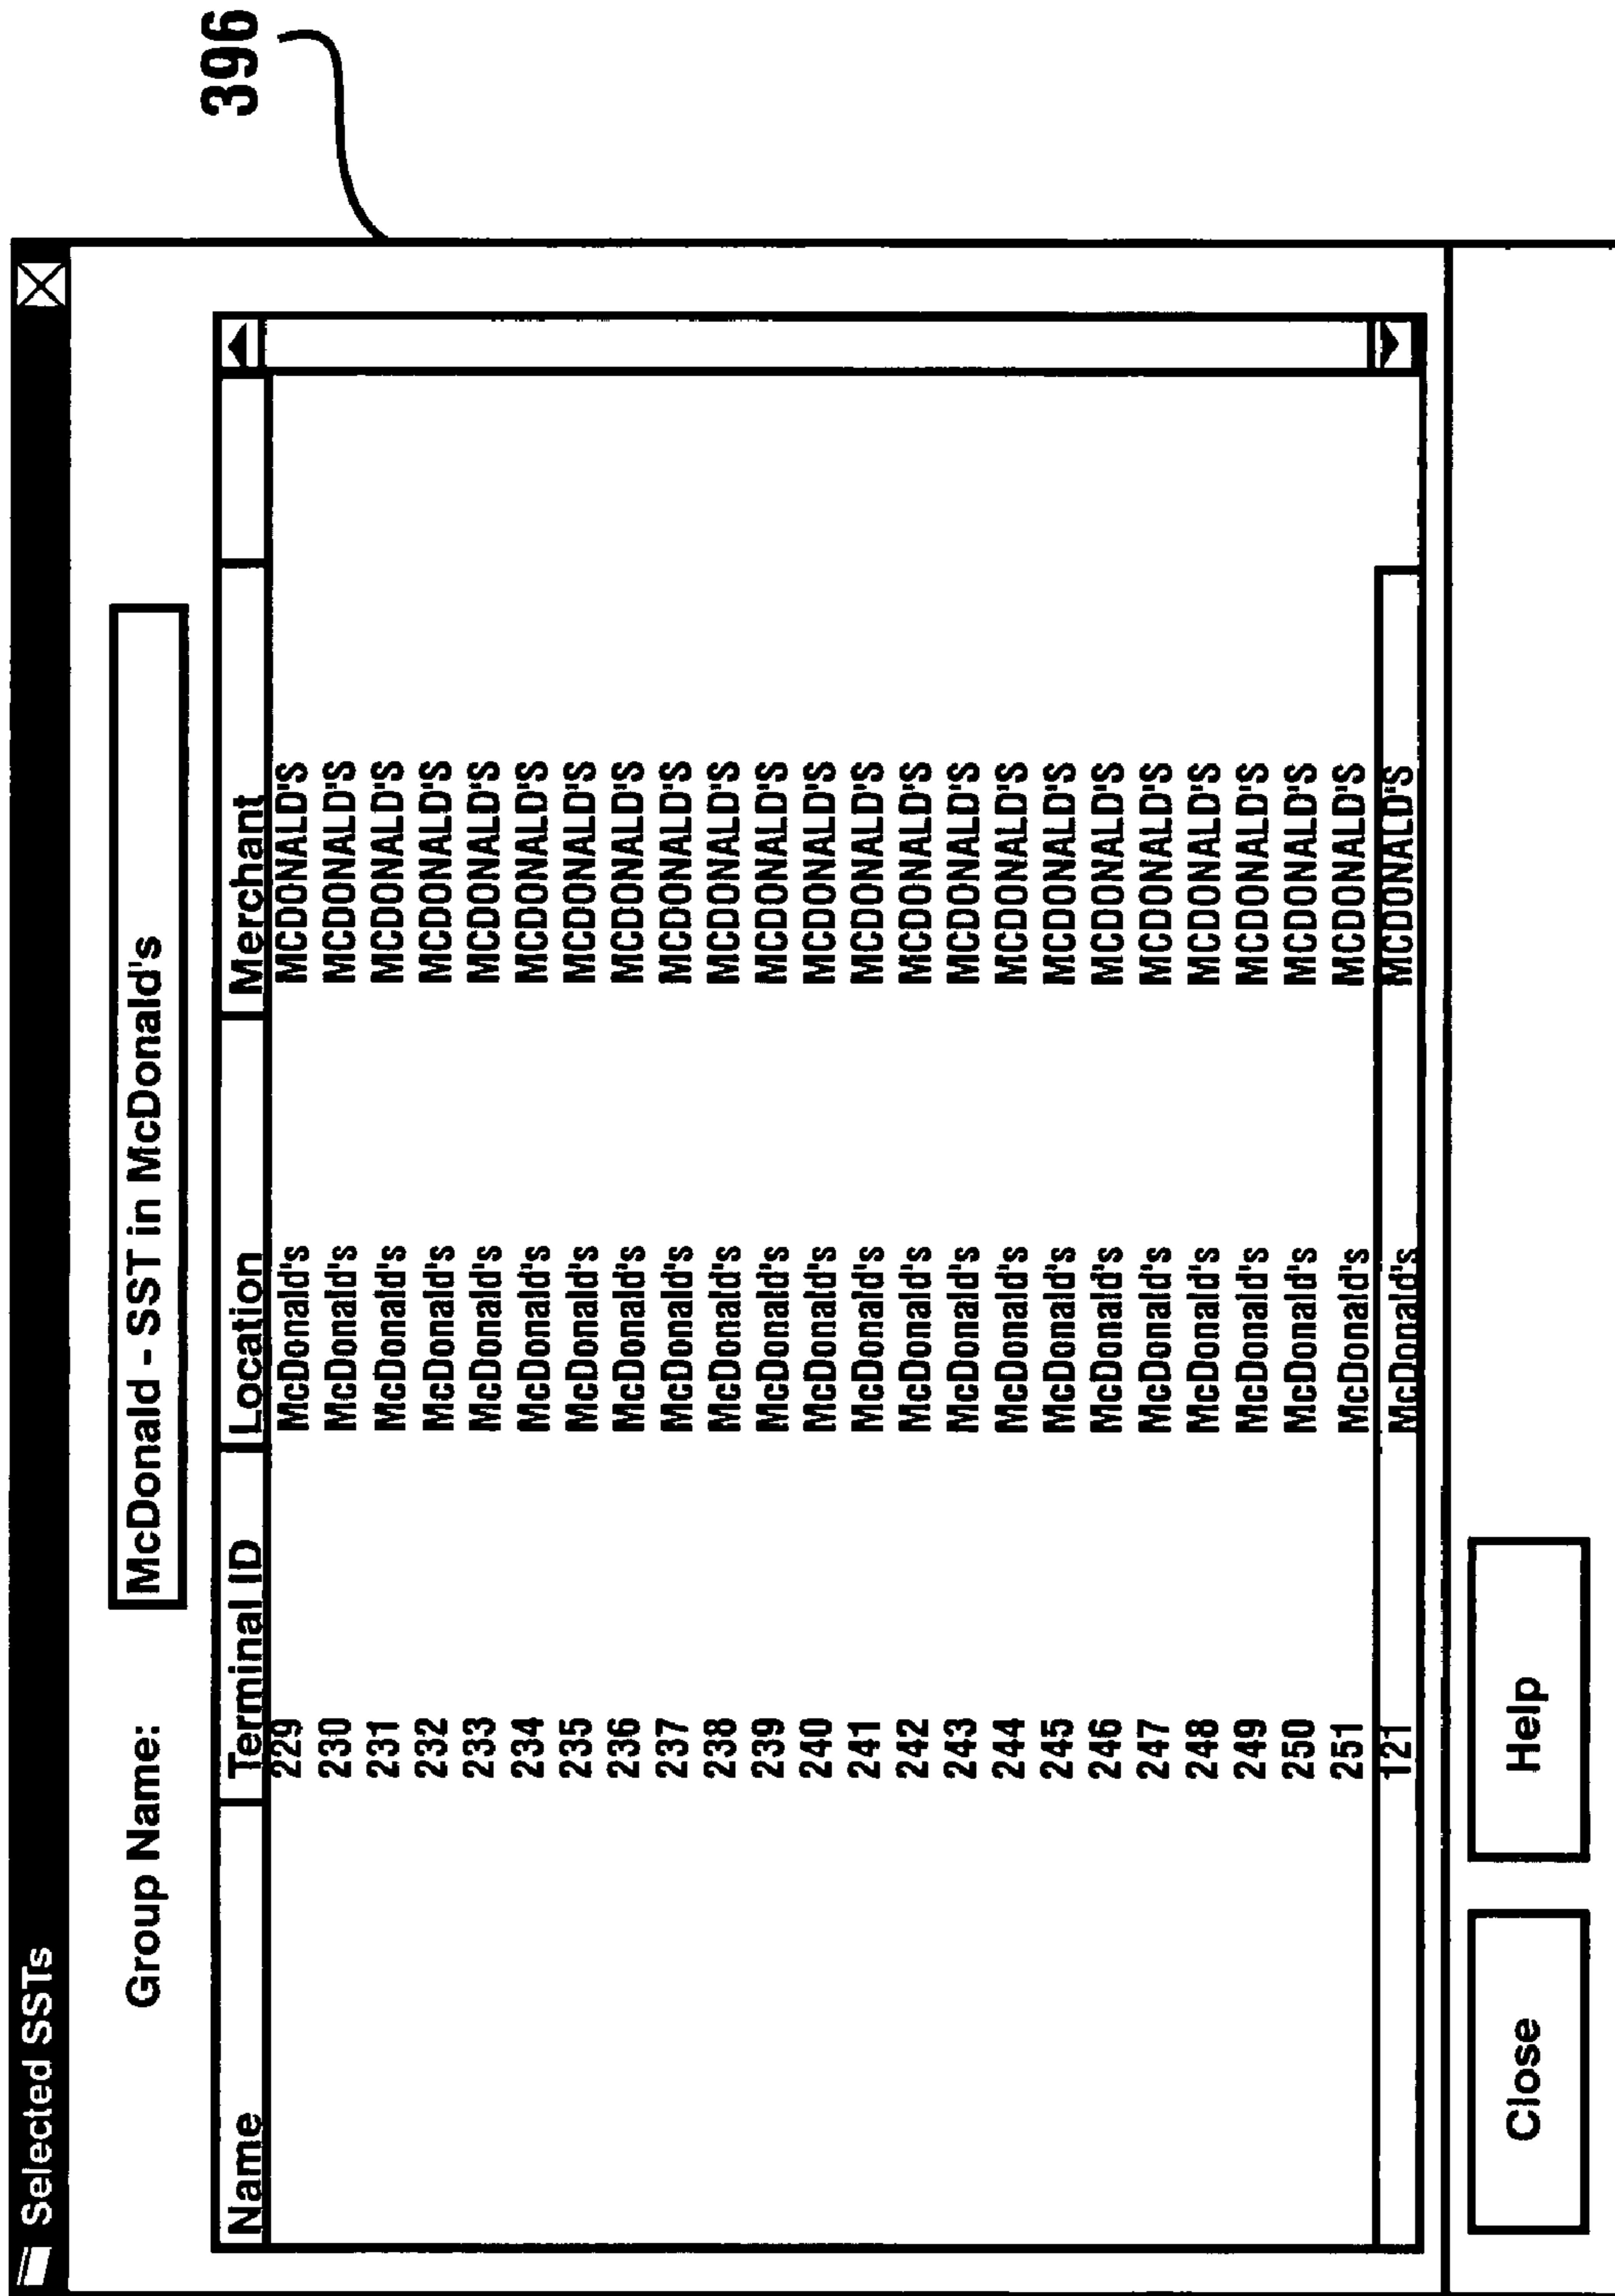 396
Selected SSTs
Group Name: McDonald - SST in McDonald's
Name Terminal ID Location Merchant
229 McDonald's MCDONALD'S
230 McDonald's MCDONALD'S
231 McDonald's MCDONALD'S
232 McDonald's MCDONALD'S
233 McDonald's MCDONALD'S
234 McDonald's MCDONALD'S
235 McDonald's MCDONALD'S
236 McDonald's MCDONALD'S
237 McDonald's MCDONALD'S
238 McDonald's MCDONALD'S
239 McDonald's MCDONALD'S
240 McDonald's MCDONALD'S
241 McDonald's MCDONALD'S
242 McDonald's MCDONALD'S
243 McDonald's MCDONALD'S
244 McDonald's MCDONALD'S
245 McDonald's MCDONALD'S
246 McDonald's MCDONALD'S
247 McDonald's MCDONALD'S
248 McDonald's MCDONALD'S
249 McDonald's MCDONALD'S
250 McDonald's MCDONALD'S
251 McDonald's MCDONALD'S
121 McDonald's MCDONALD'S
Close Help